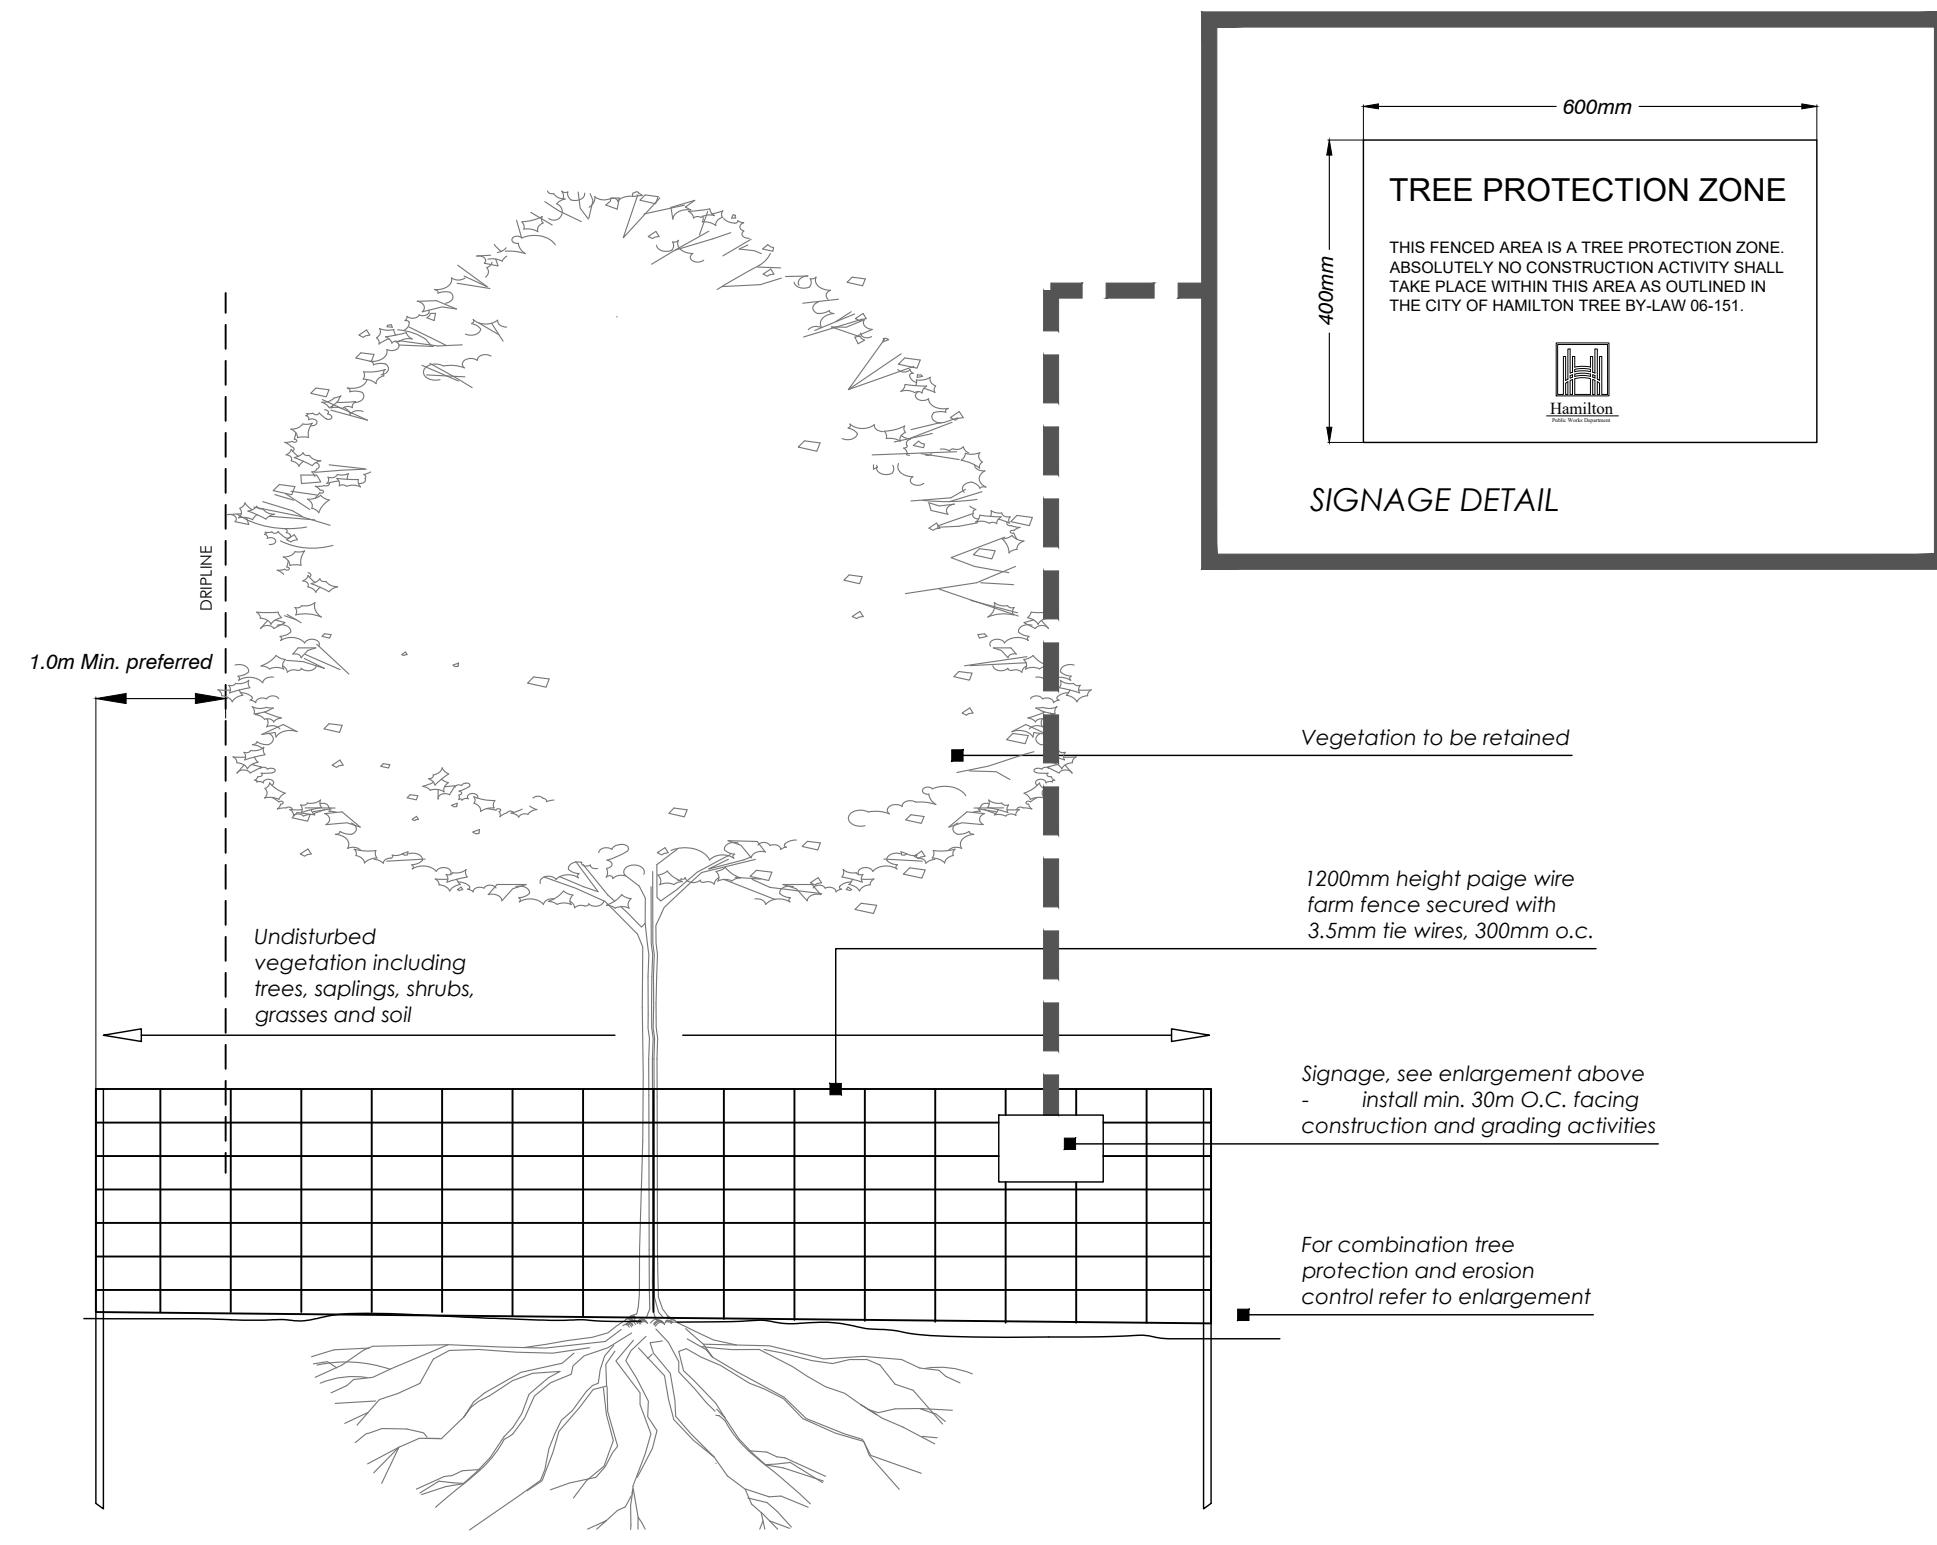 600mm
400mm
TREE PROTECTION ZONE
THIS FENCED AREA IS A TREE PROTECTION ZONE.
ABSOLUTELY NO CONSTRUCTION ACTIVITY SHALL
TAKE PLACE WITHIN THIS AREA AS OUTLINED IN
THE CITY OF HAMILTON TREE BY-LAW 06-151.
Hamilton
Public Works Department
SIGNAGE DETAIL
DRIPLINE
1.0m Min. preferred
Vegetation to be retained
1200mm height paige wire
farm fence secured with
3.5mm tie wires, 300mm o.c.
Undisturbed
vegetation including
trees, saplings, shrubs,
grasses and soil
Signage, see enlargement above
- install min. 30m O.C. facing
construction and grading activities
For combination tree
protection and erosion
control refer to enlargement